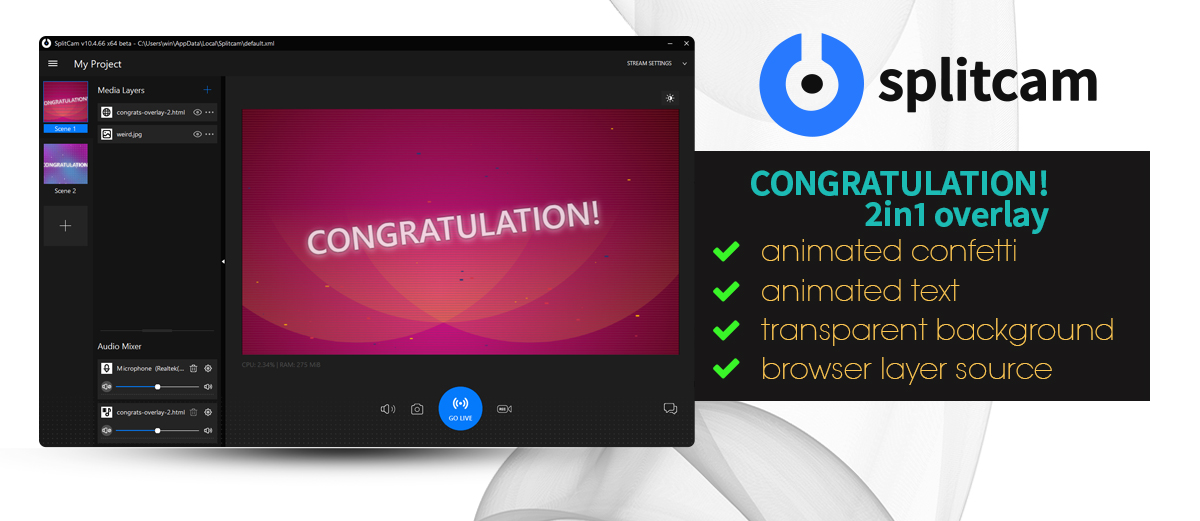 SplitCam v10.4.66 x64 beta - C:\Users\win\AppData\Local\Splitcam\default.xml
My Project
STREAM SETTINGS
CONGRATULATION!
Scene 1
CONGRATULATION
Scene 2
Media Layers
congrats-overlay-2.html
weird.jpg
Audio Mixer
Microphone (Realtek(...
congrats-overlay-2.html
CONGRATULATION!
CPU: 2.34% | RAM: 275 MiB
GO LIVE
REC
splitcam
CONGRATULATION!
2in1 overlay
animated confetti
animated text
transparent background
browser layer source